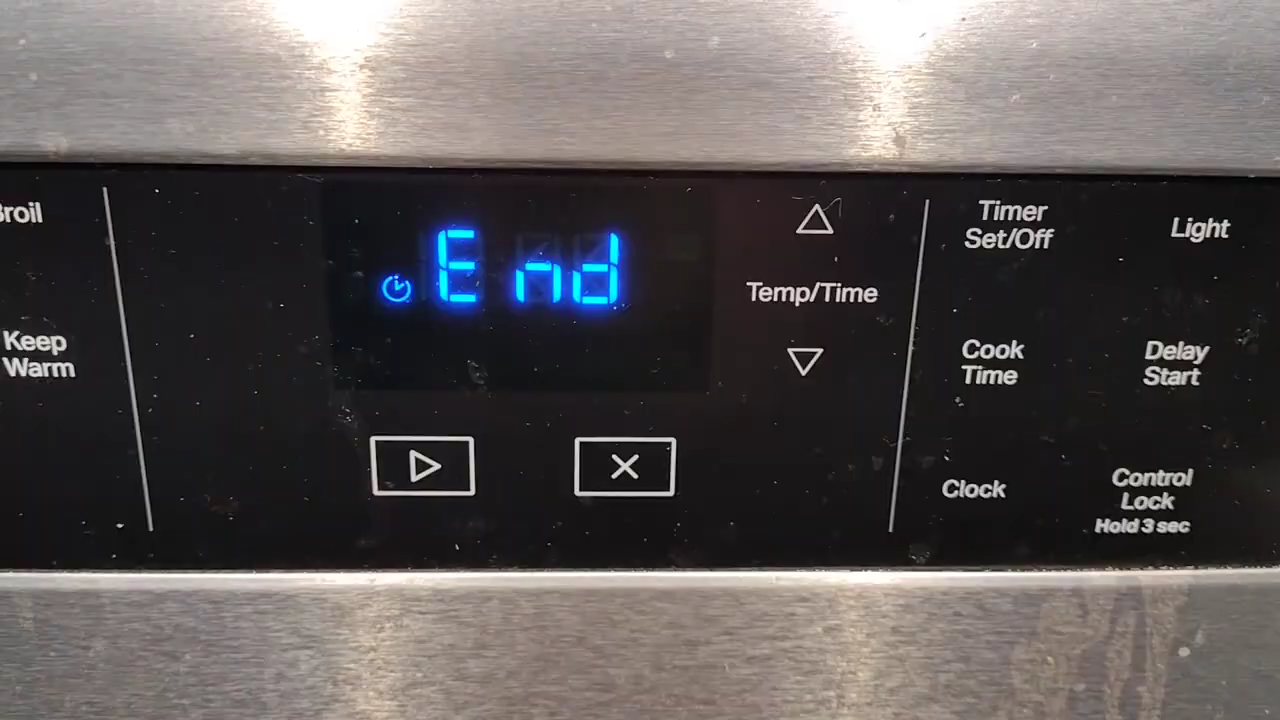 Broil
Keep
Warm
End
Temp/Time
Timer
Set/Off
Light
Cook
Time
Delay
Start
Clock
Control
Lock
Hold 3 sec